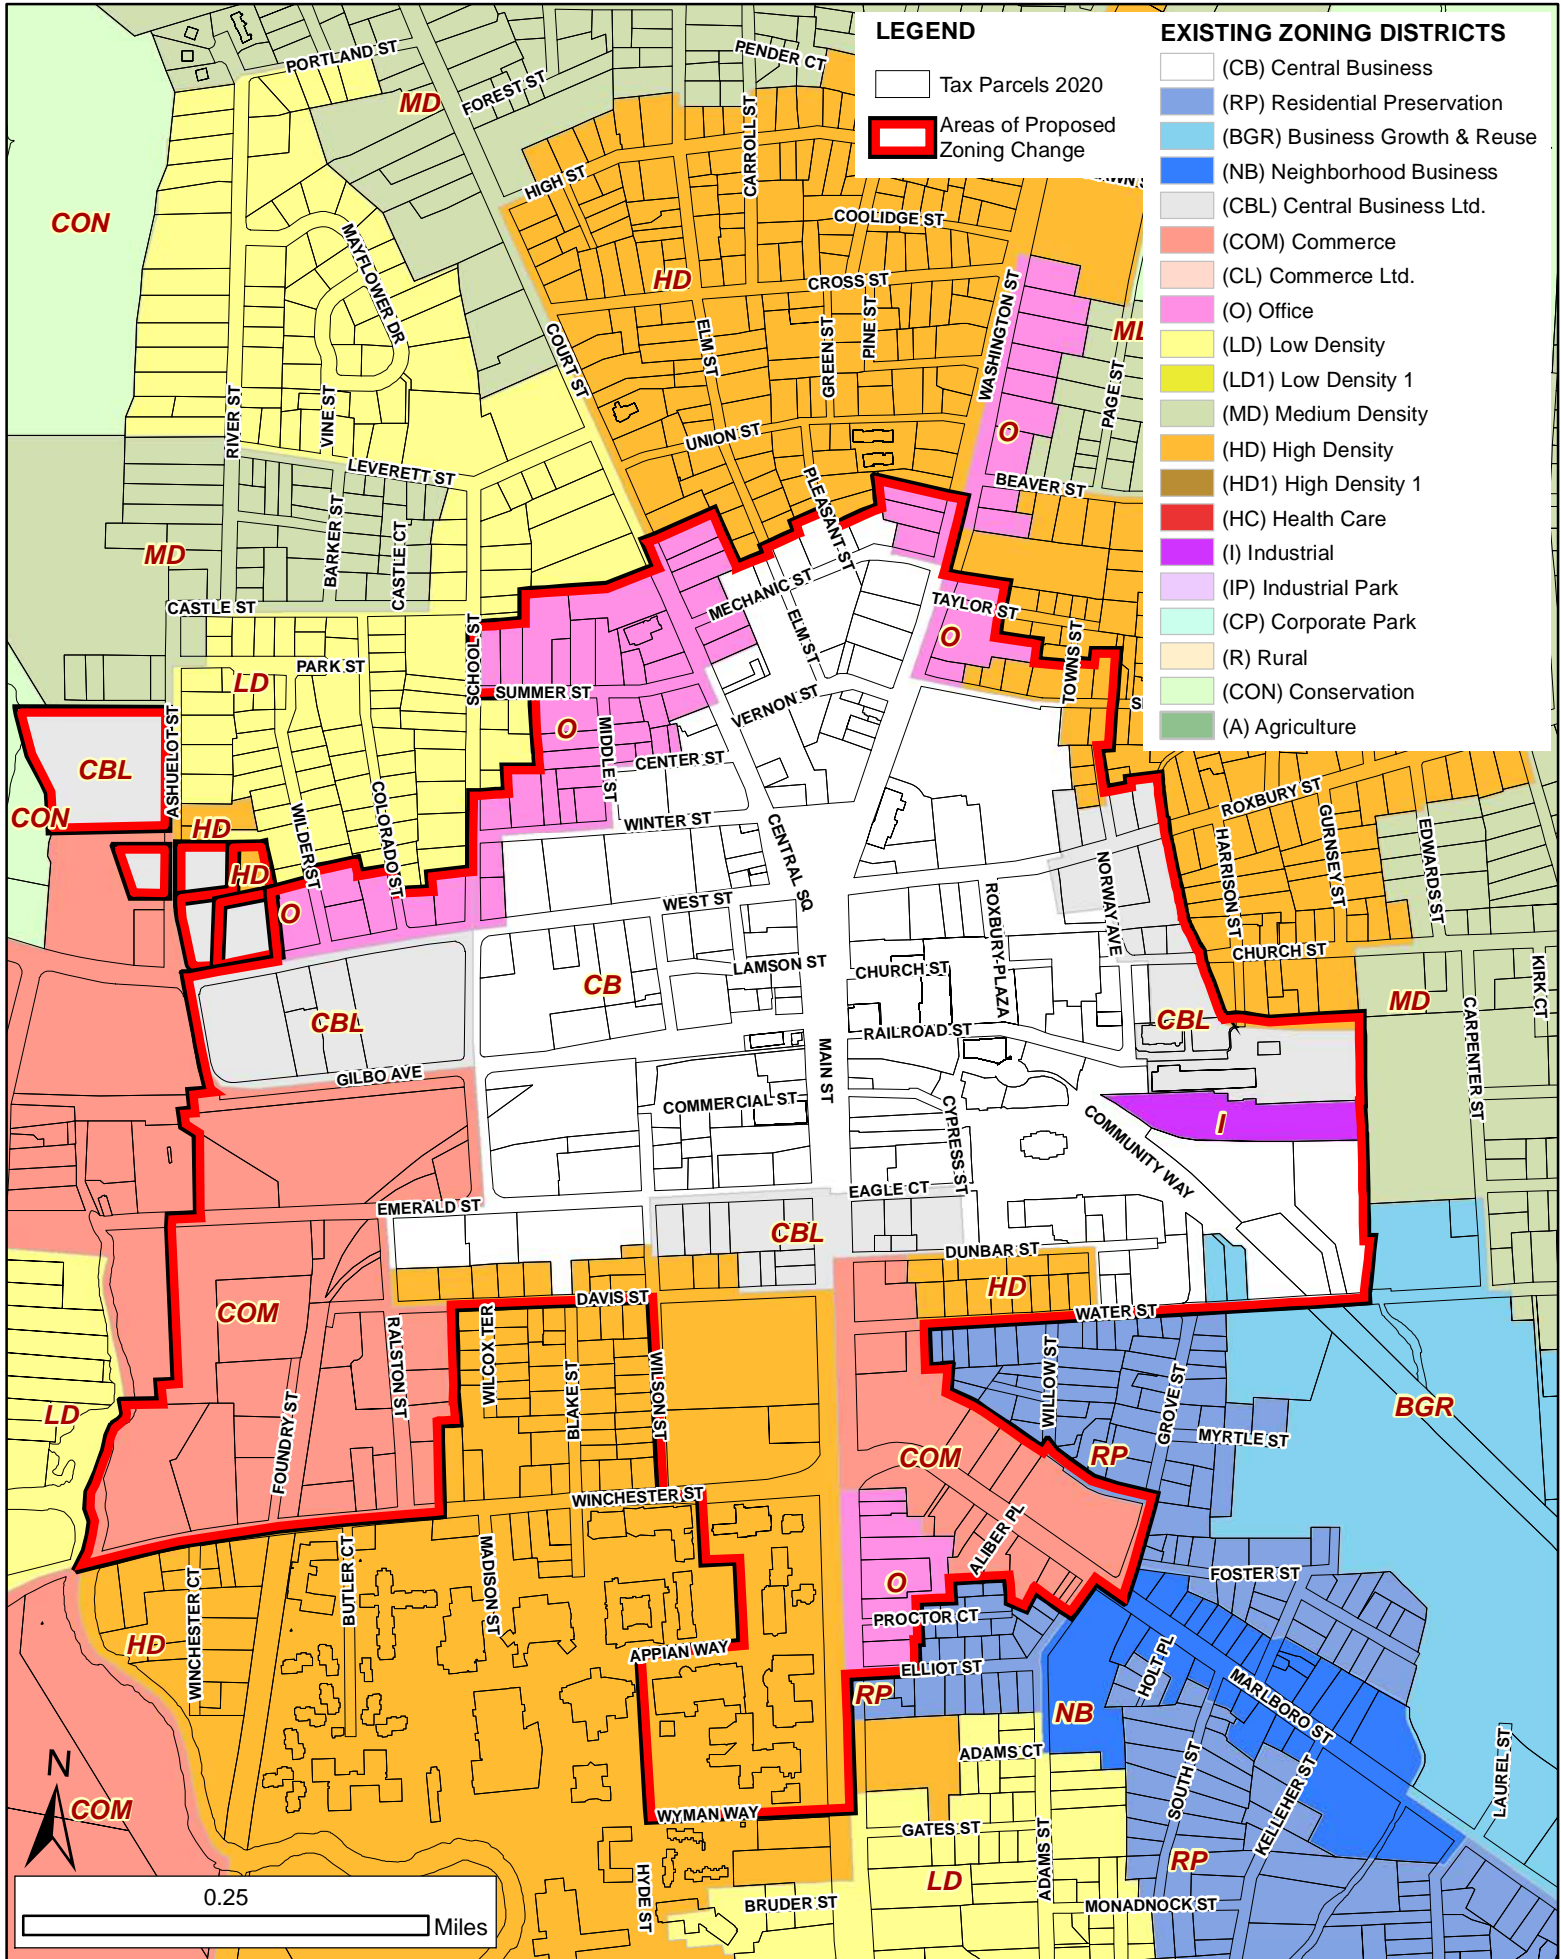 LEGEND
Tax Parcels 2020
Areas of Proposed
Zoning Change
EXISTING ZONING DISTRICTS
(CB) Central Business
(RP) Residential Preservation
(BGR) Business Growth & Reuse
(NB) Neighborhood Business
(CBL) Central Business Ltd.
(COM) Commerce
(CL) Commerce Ltd.
(O) Office
(LD) Low Density
(LD1) Low Density 1
(MD) Medium Density
(HD) High Density
(HD1) High Density 1
(HC) Health Care
(I) Industrial
(IP) Industrial Park
(CP) Corporate Park
(R) Rural
(CON) Conservation
(A) Agriculture
PORTLAND ST
MD
FOREST ST
PENDER CT
CARROLL ST
HIGH ST
COOLIDGE ST
CON
MAYFLOWER DR
HD
CROSS ST
WASHINGTON ST
COURT ST
ELM ST
GREEN ST
PINE ST
PAGE ST
RIVER ST
VINE ST
UNION ST
O
LEVERETT ST
BEAVER ST
PLEASANT ST
BARKER ST
CASTLE CT
MD
MECHANIC ST
CASTLE ST
TAYLOR ST
ELM ST
O
SCHOOL ST
TOWNS ST
PARK ST
LD
SUMMER ST
VERNON ST
O
MIDDLE ST
ASHUELOT ST
CENTER ST
CBL
CON
HD
WILDER ST
COLORADO ST
WINTER ST
CENTRAL SQ
ROXBURY ST
GURNSEY ST
HARRISON ST
EDWARDS ST
HD
O
WEST ST
ROXBURY PLAZA
NORWAY AVE
CB
LAMSON ST
CHURCH ST
CHURCH ST
KIRK CT
MD
CARPENTER ST
CBL
RAILROAD ST
CBL
GILBO AVE
MAIN ST
COMMERCIAL ST
CYPRESS ST
COMMUNITY WAY
I
EMERALD ST
EAGLE CT
CBL
DUNBAR ST
HD
DAVIS ST
WATER ST
COM
RALSTON ST
WILCOX TER
BLAKE ST
WILSON ST
WILLOW ST
GROVE ST
BGR
LD
FOUNDRY ST
MYRTLE ST
COM
RP
WINCHESTER ST
ALIBER PL
WINCHESTER CT
BUTLER CT
MADISON ST
O
FOSTER ST
PROCTOR CT
HD
APPIAN WAY
ELLIOT ST
RP
HOLT PL
MARLBORO ST
NB
ADAMS CT
SOUTH ST
KELLEHER ST
LAUREL ST
N
COM
WYMAN WAY
GATES ST
ADAMS ST
RP
HYDE ST
LD
BRUDER ST
MONADNOCK ST
0.25
Miles